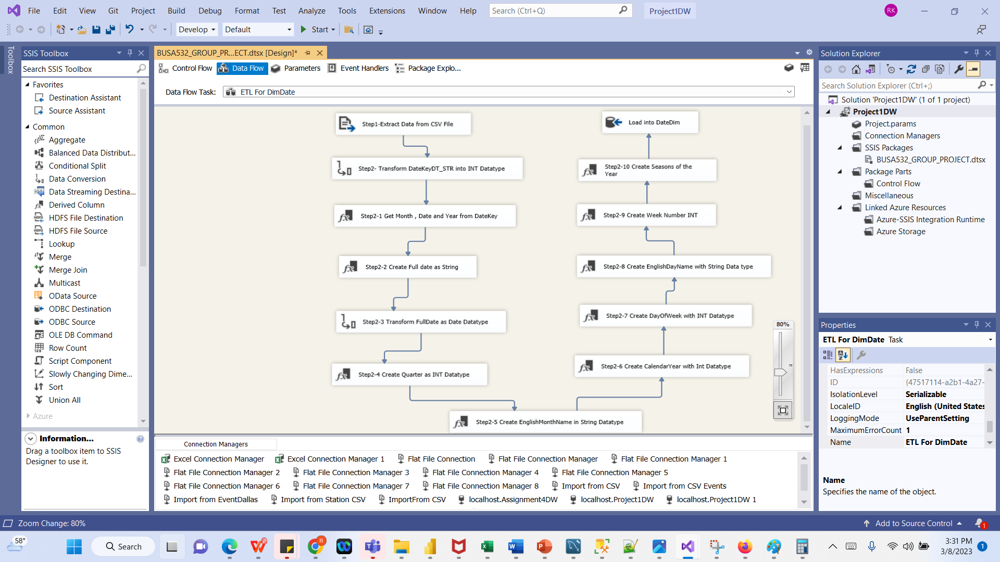 File Edit View Git Project Build Debug Format Test Analyze Tools Extensions Window Help Search (Ctrl+Q) Project1DW RK
Develop Default Start
Toolbox
SSIS Toolbox
Search SSIS Toolbox
Favorites
Destination Assistant
Source Assistant
Common
Aggregate
Balanced Data Distribut...
Conditional Split
Data Conversion
Data Streaming Destina...
Derived Column
HDFS File Destination
HDFS File Source
Lookup
Merge
Merge Join
Multicast
OData Source
ODBC Destination
ODBC Source
OLE DB Command
Row Count
Script Component
Slowly Changing Dime...
Sort
Union All
Azure
Information...
Drag a toolbox item to SSIS
Designer to use it.
BUSA532_GROUP_PR...ECT.dtsx [Design]*
Control Flow Data Flow Parameters Event Handlers Package Explo...
Data Flow Task: ETL For DimDate
Step1-Extract Data from CSV File
Step2- Transform DateKeyDT_STR into INT Datatype
Step2-1 Get Month , Date and Year from DateKey
Step2-2 Create Full date as String
Step2-3 Transform FullDate as Date Datatype
Step2-4 Create Quarter as INT Datatype
Step2-5 Create EnglishMonthName in String Datatype
Step2-6 Create CalendarYear with Int Datatype
Step2-7 Create DayOfWeek with INT Datatype
Step2-8 Create EnglishDayName with String Data type
Step2-9 Create Week Number INT
Step2-10 Create Seasons of the
Year
Load into DateDim
80%
Connection Managers
Excel Connection Manager Excel Connection Manager 1 Flat File Connection Flat File Connection Manager Flat File Connection Manager 1
Flat File Connection Manager 2 Flat File Connection Manager 3 Flat File Connection Manager 4 Flat File Connection Manager 5
Flat File Connection Manager 6 Flat File Connection Manager 7 Flat File Connection Manager 8 Import from CSV Import from CSV Events
Import from EventDallas Import from Station CSV ImportFrom CSV localhost.Assignment4DW localhost.Project1DW localhost.Project1DW 1
Solution Explorer
Search Solution Explorer (Ctrl+;)
Solution 'Project1DW' (1 of 1 project)
Project1DW
Project.params
Connection Managers
SSIS Packages
BUSA532_GROUP_PROJECT.dtsx
Package Parts
Control Flow
Miscellaneous
Linked Azure Resources
Azure-SSIS Integration Runtime
Azure Storage
Properties
ETL For DimDate Task
HasExpressions False
ID {47517114-a2b1-4a27-
IsolationLevel Serializable
LocaleID English (United States
LoggingMode UseParentSetting
MaximumErrorCount 1
Name ETL For DimDate
Name
Specifies the name of the object.
Zoom Change: 80% Add to Source Control 1
58° Search 3:31 PM
3/8/2023 1